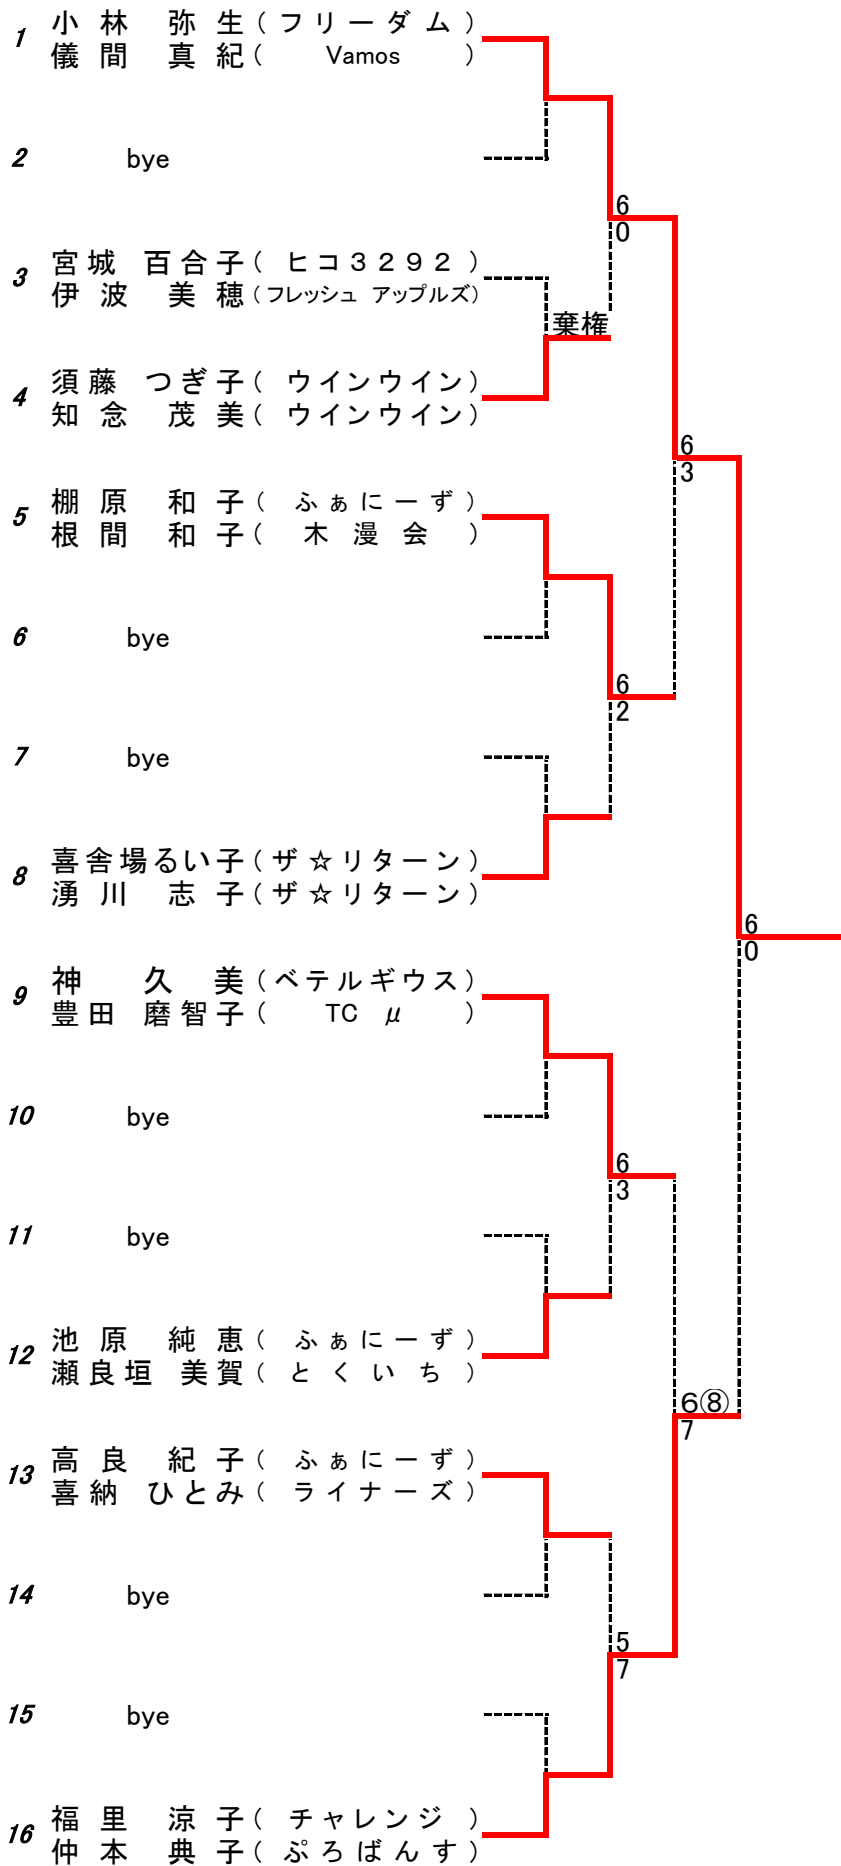 1 小林 弥生(フリーダム)
儀間 真紀( Vamos )
2 bye
6
0
3 宮城 百合子( ヒコ3292 )
伊波 美穂(フレッシュ アップルズ)
棄権
4 須藤 つぎ子( ウインウイン)
知念 茂美( ウインウイン)
6
3
5 棚原 和子( ふぁにーず )
根間 和子( 木漫会 )
6 bye
6
2
7 bye
8 喜舎場るい子(ザ☆リターン)
湧川 志子(ザ☆リターン)
6
0
9 神 久美(ベテルギウス)
豊田 磨智子( TC μ )
10 bye
6
3
11 bye
12 池原 純恵( ふぁにーず )
瀬良垣 美賀( とくいち )
6⑧
7
13 高良 紀子( ふぁにーず )
喜納 ひとみ( ライナーズ )
14 bye
5
7
15 bye
16 福里 涼子( チャレンジ )
仲本 典子( ぷろばんす)